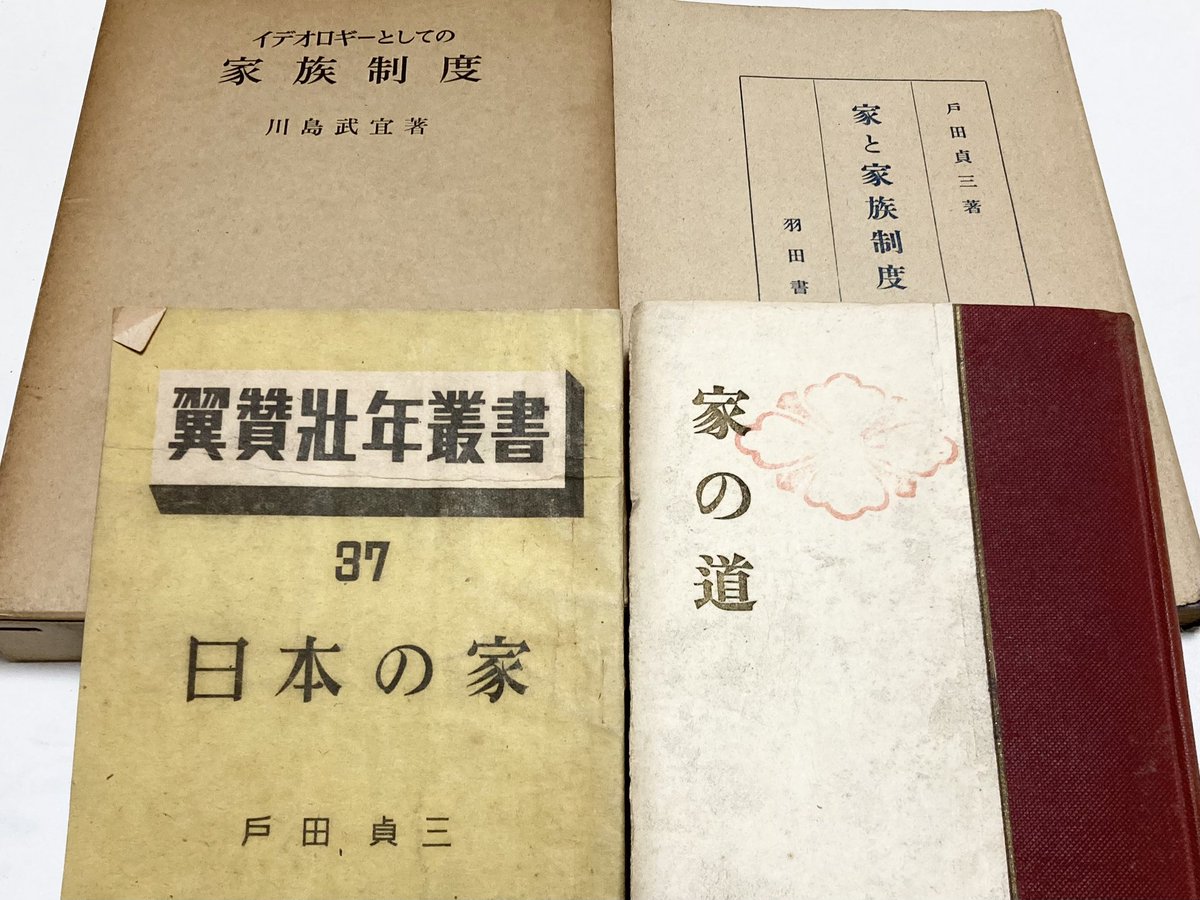 イデオロギーとしての
家族制度
川島武宜著
戸田貞三著
家と家族制度
羽田書
翼賛壯年叢書
37
日本の家
戸田貞三
家の道